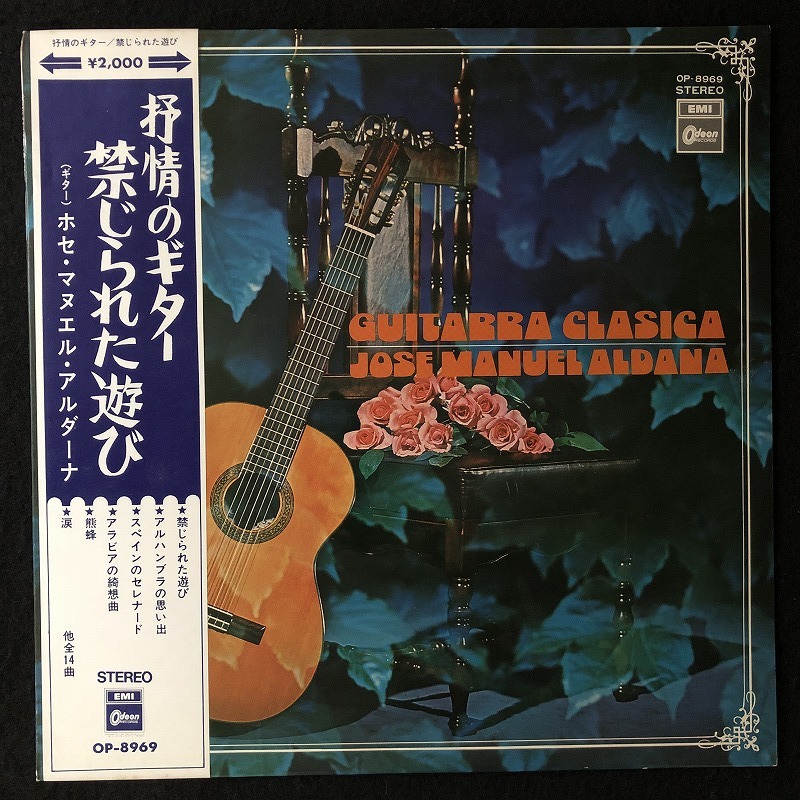 抒情のギター/禁じられた遊び
¥2,000
抒情のギター
禁じられた遊び
(ギター) ホセ・マヌエル・アルダーナ
★禁じられた遊び
★アルハンブラの思い出
★スペインのセレナード
★アラビアの綺想曲
★熊蜂
★涙
他全14曲
STEREO
EMI
Odeon
RECORDS
OP-8969
OP-8969
STEREO
EMI
Odeon
RECORDS
GUITARRA CLASICA
JOSE MANUEL ALDANA